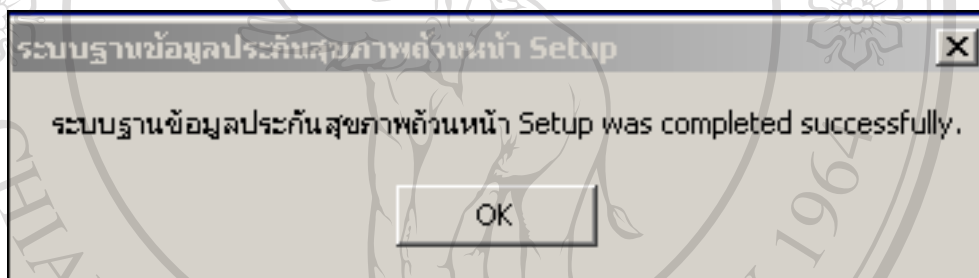 ระบบฐานข้อมูลประกันสุขภาพถ้วนหน้า Setup
ระบบฐานข้อมูลประกันสุขภาพถ้วนหน้า Setup was completed successfully.
OK
1964